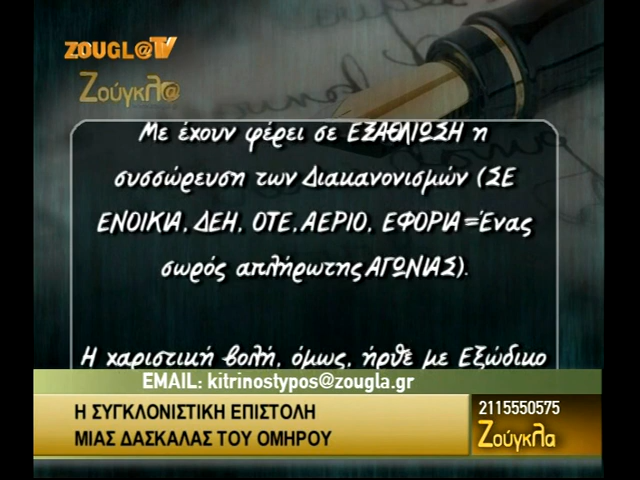 ZOUGL@TV
Ζούγκλ@
Με έχουν φέρει σε ΕΞΑΘΛΙΩΣΗ η
συσσώρευση των Διακανονισμών (ΣΕ
ΕΝΟΙΚΙΑ, ΔΕΗ, ΟΤΕ, ΑΕΡΙΟ, ΕΦΟΡΙΑ=Ένας
σωρός απλήρωτης ΑΓΩΝΙΑΣ).
Η χαριστική βολή, όμως, ήρθε με Εξώδικο
EMAIL: kitrinostypos@zougla.gr
Η ΣΥΓΚΛΟΝΙΣΤΙΚΗ ΕΠΙΣΤΟΛΗ
ΜΙΑΣ ΔΑΣΚΑΛΑΣ ΤΟΥ ΟΜΗΡΟΥ
2115550575
Ζούγκλα